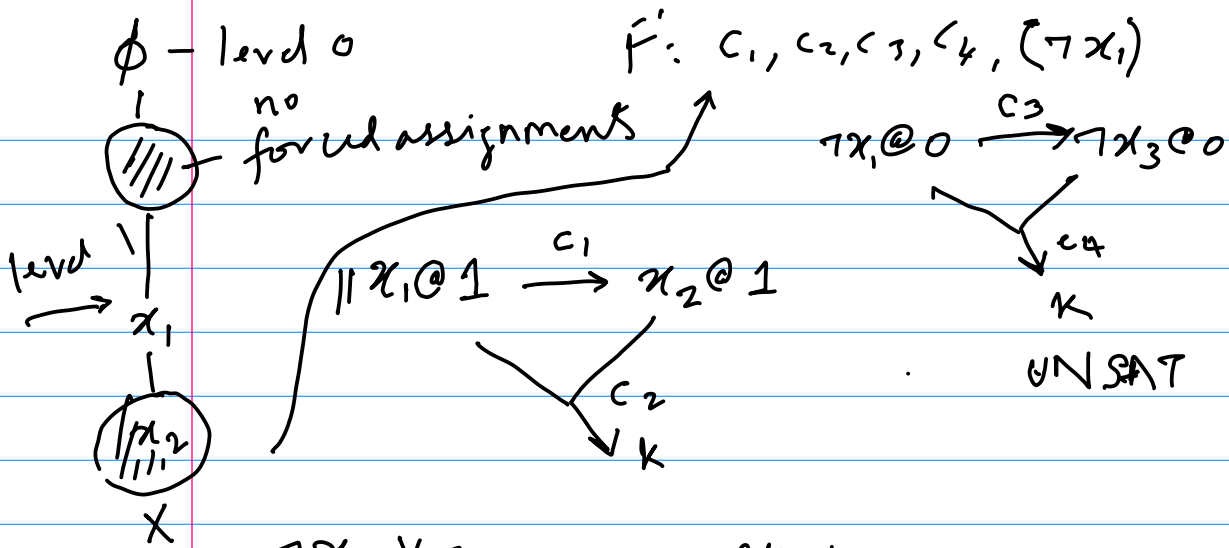 ϕ – level 0
no
forced assignments
level 1
x₁
x₂
X
F': C₁, C₂, C₃, C₄, (¬x₁)
C₃
¬x₁@0 → ¬x₃@0
C₄
K
UNSAT
C₁
x₁@1 → x₂@1
C₂
K